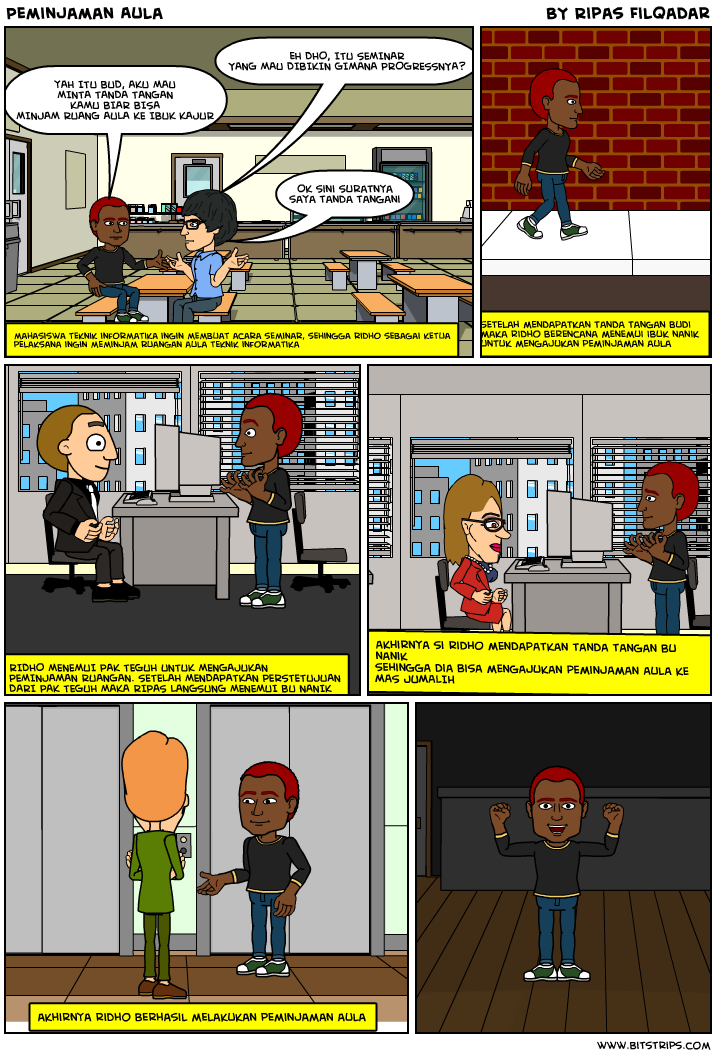 PEMINJAMAN AULA
BY RIPAS FILQADAR
EH DHO, ITU SEMINAR
YANG MAU DIBIKIN GIMANA PROGRESSNYA?
YAH ITU BUD, AKU MAU
MINTA TANDA TANGAN
KAMU BIAR BISA
MINJAM RUANG AULA KE IBUK KAJUR
OK SINI SURATNYA
SAYA TANDA TANGANI
MAHASISWA TEKNIK INFORMATIKA INGIN MEMBUAT ACARA SEMINAR, SEHINGGA RIDHO SEBAGAI KETUA
PELAKSANA INGIN MEMINJAM RUANGAN AULA TEKNIK INFORMATIKA
SETELAH MENDAPATKAN TANDA TANGAN BUDI
MAKA RIDHO BERENCANA MENEMUI IBUK NANIK
UNTUK MENGAJUKAN PEMINJAMAN AULA
RIDHO MENEMUI PAK TEGUH UNTUK MENGAJUKAN
PEMINJAMAN RUANGAN. SETELAH MENDAPATKAN PERSTETUJUAN
DARI PAK TEGUH MAKA RIPAS LANGSUNG MENEMUI BU NANIK
AKHIRNYA SI RIDHO MENDAPATKAN TANDA TANGAN BU
NANIK
SEHINGGA DIA BISA MENGAJUKAN PEMINJAMAN AULA KE
MAS JUMALIH
AKHIRNYA RIDHO BERHASIL MELAKUKAN PEMINJAMAN AULA
WWW.BITSTRIPS.COM